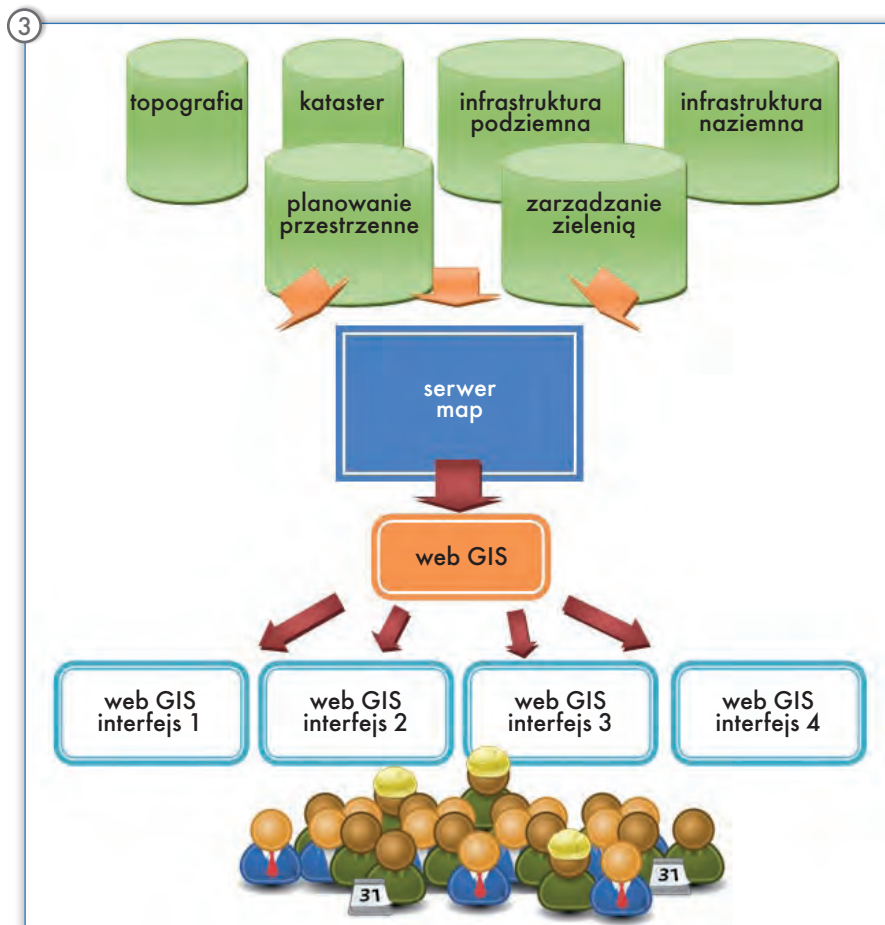 3
topografia
kataster
infrastruktura
podziemna
infrastruktura
naziemna
planowanie
przestrzenne
zarzadzanie
zielenią
serwer
map
web GIS
web GIS
interfejs 1
web GIS
interfejs 2
web GIS
interfejs 3
web GIS
interfejs 4
31
31